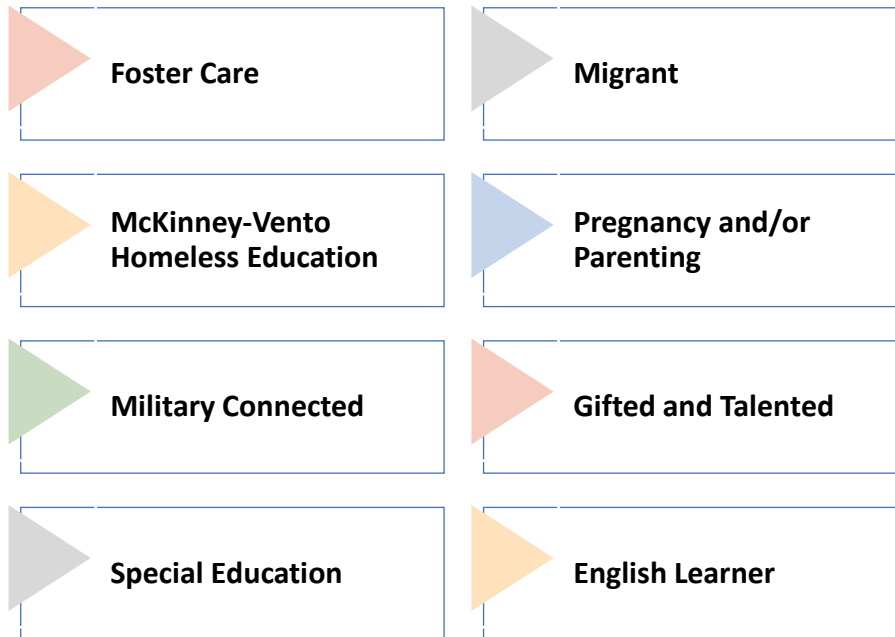 Foster Care
Migrant
McKinney-Vento
Homeless Education
Pregnancy and/or
Parenting
Military Connected
Gifted and Talented
Special Education
English Learner